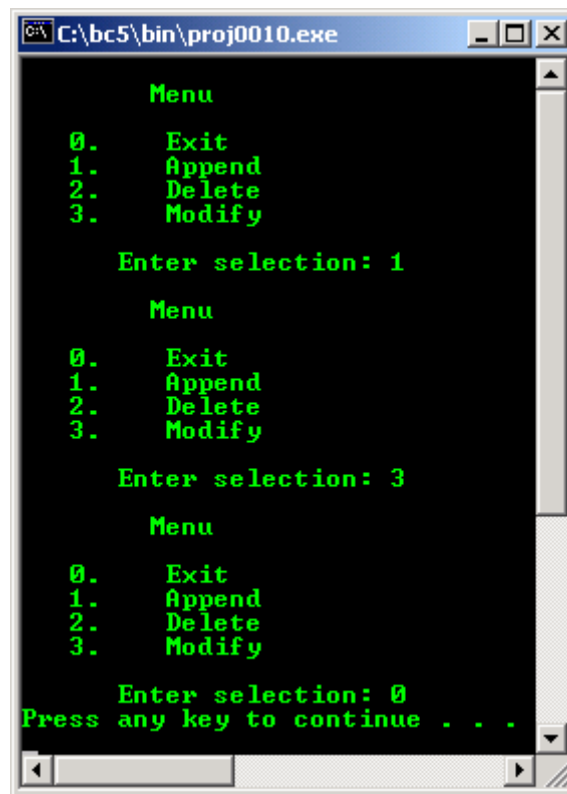 C:\bc5\bin\proj0010.exe
Menu
0. Exit
1. Append
2. Delete
3. Modify
Enter selection: 1
Menu
0. Exit
1. Append
2. Delete
3. Modify
Enter selection: 3
Menu
0. Exit
1. Append
2. Delete
3. Modify
Enter selection: 0
Press any key to continue . . .